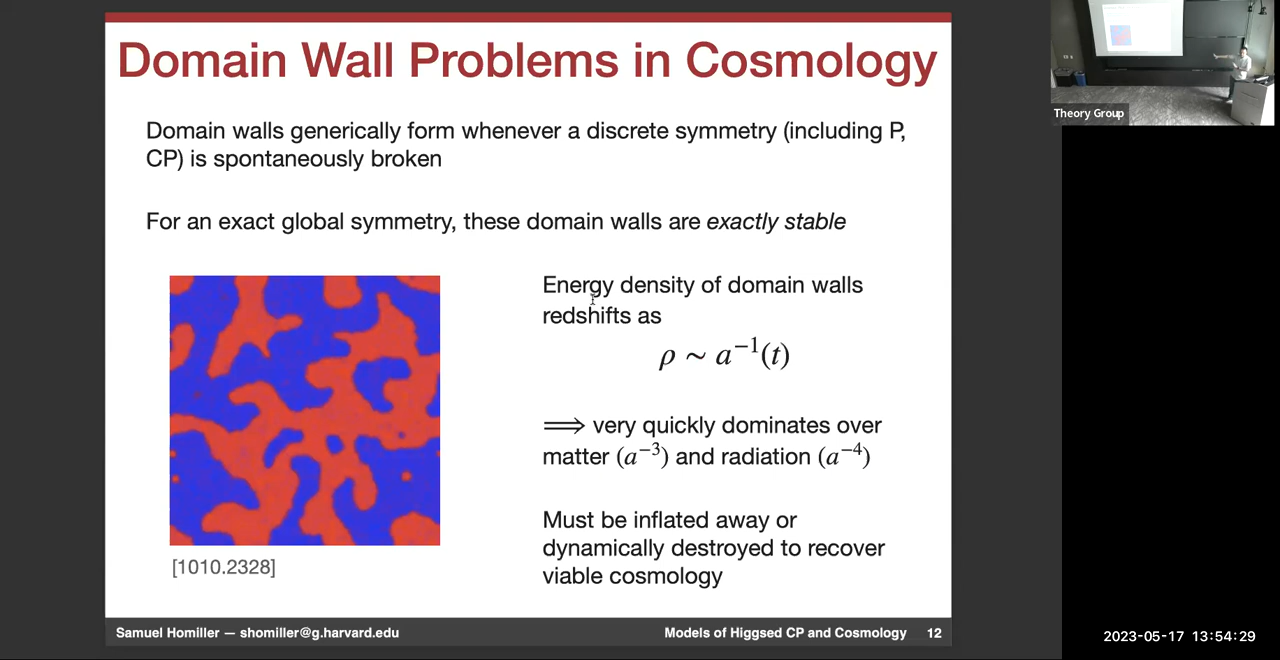 Domain Wall Problems in Cosmology
Domain walls generically form whenever a discrete symmetry (including P,
CP) is spontaneously broken
For an exact global symmetry, these domain walls are exactly stable
Energy density of domain walls
redshifts as
ρ ∼ a⁻¹(t)
⟹ very quickly dominates over
matter (a⁻³) and radiation (a⁻⁴)
Must be inflated away or
dynamically destroyed to recover
viable cosmology
[1010.2328]
Samuel Homiller — shomiller@g.harvard.edu
Models of Higgsed CP and Cosmology 12
Theory Group
2023-05-17 13:54:29